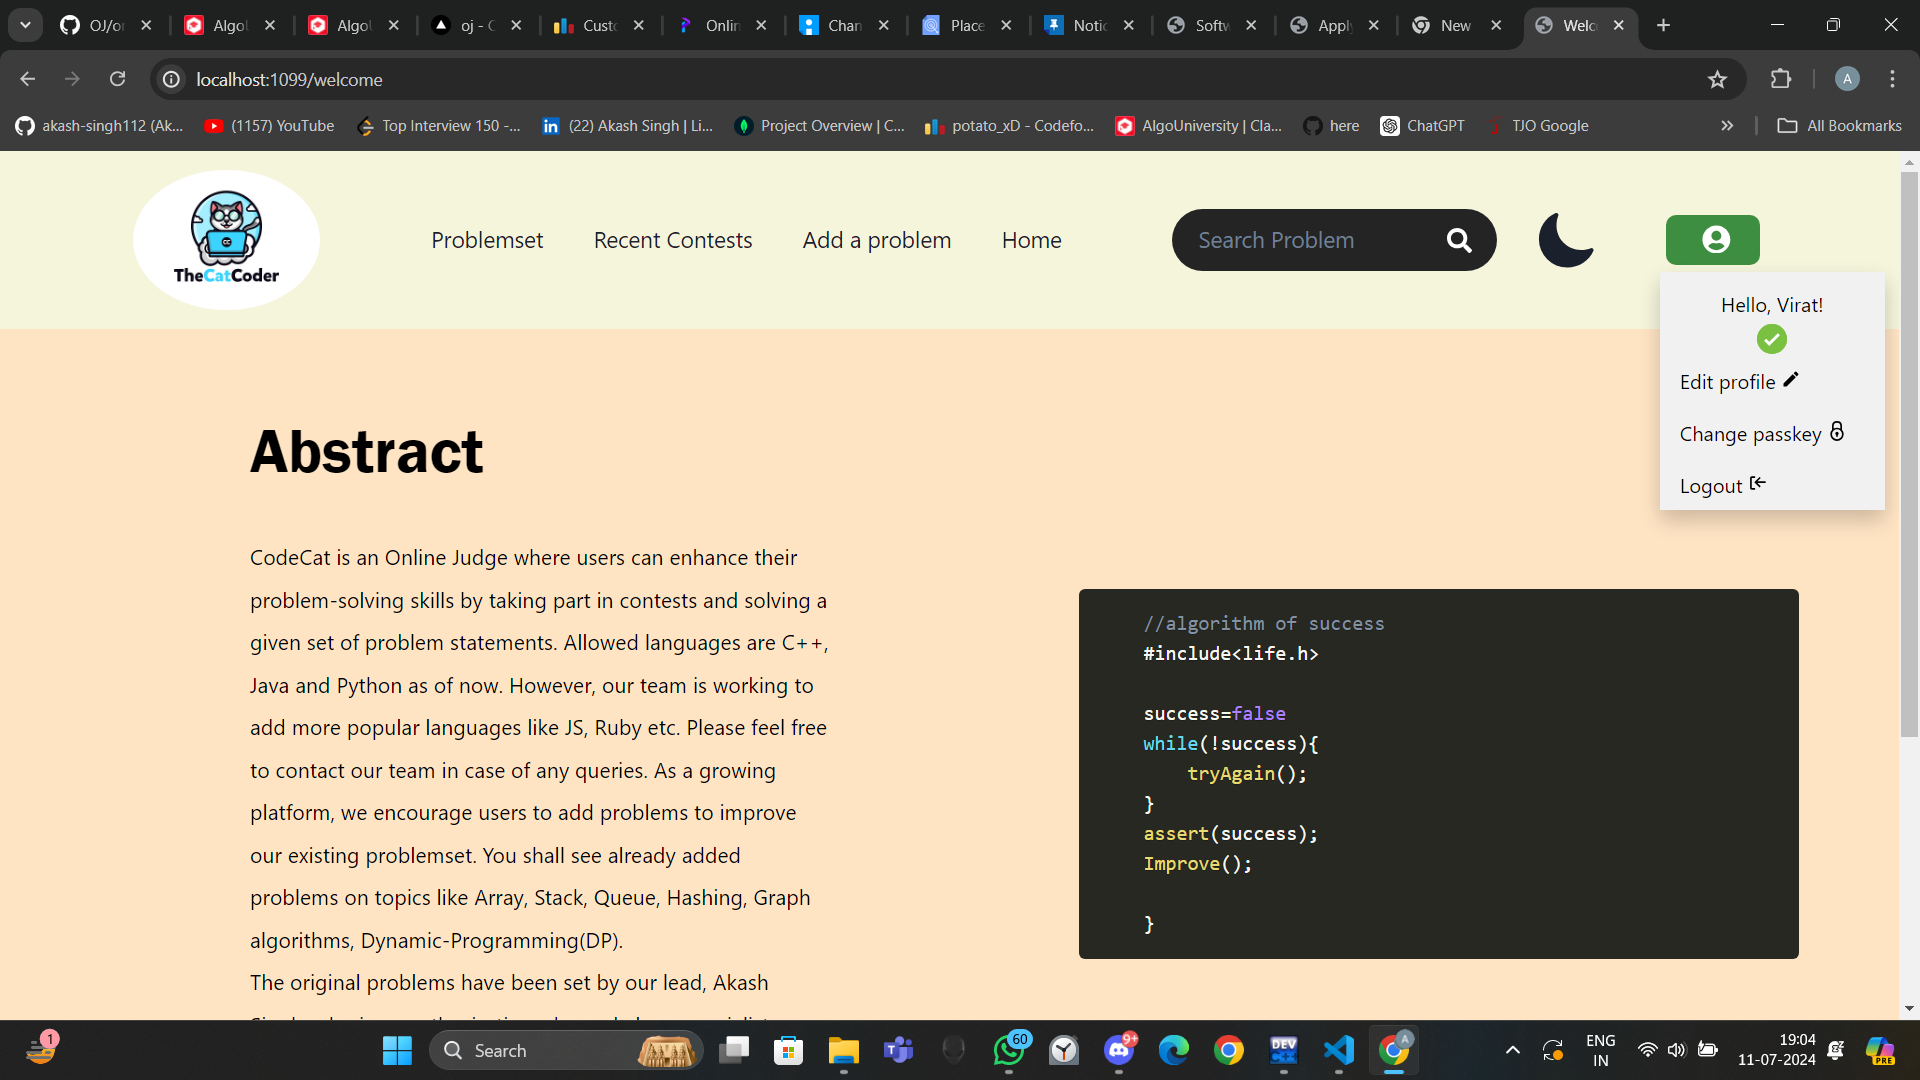 OJ/or
Algol
Algol
oj - C
Custo
Onlin
Chan
Place
Notic
Softw
Apply
New
Welc
localhost:1099/welcome
A
akash-singh112 (Ak...
(1157) YouTube
Top Interview 150 -...
(22) Akash Singh | Li...
Project Overview | C...
potato_xD - Codefo...
AlgoUniversity | Cla...
here
ChatGPT
TJO Google
All Bookmarks
TheCatCoder
Problemset
Recent Contests
Add a problem
Home
Search Problem
Hello, Virat!
Edit profile
Change passkey
Logout
Abstract
CodeCat is an Online Judge where users can enhance their
problem-solving skills by taking part in contests and solving a
given set of problem statements. Allowed languages are C++,
Java and Python as of now. However, our team is working to
add more popular languages like JS, Ruby etc. Please feel free
to contact our team in case of any queries. As a growing
platform, we encourage users to add problems to improve
our existing problemset. You shall see already added
problems on topics like Array, Stack, Queue, Hashing, Graph
algorithms, Dynamic-Programming(DP).
The original problems have been set by our lead, Akash
//algorithm of success
#include<life.h>
success=false
while(!success){
tryAgain();
}
assert(success);
Improve();
}
1
Search
60
9+
DEV
A
ENG
IN
19:04
11-07-2024
PRE